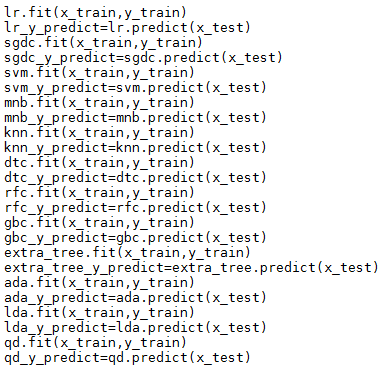 lr.fit(x_train,y_train)
lr_y_predict=lr.predict(x_test)
sgdc.fit(x_train,y_train)
sgdc_y_predict=sgdc.predict(x_test)
svm.fit(x_train,y_train)
svm_y_predict=svm.predict(x_test)
mnb.fit(x_train,y_train)
mnb_y_predict=mnb.predict(x_test)
knn.fit(x_train,y_train)
knn_y_predict=knn.predict(x_test)
dtc.fit(x_train,y_train)
dtc_y_predict=dtc.predict(x_test)
rfc.fit(x_train,y_train)
rfc_y_predict=rfc.predict(x_test)
gbc.fit(x_train,y_train)
gbc_y_predict=gbc.predict(x_test)
extra_tree.fit(x_train,y_train)
extra_tree_y_predict=extra_tree.predict(x_test)
ada.fit(x_train,y_train)
ada_y_predict=ada.predict(x_test)
lda.fit(x_train,y_train)
lda_y_predict=lda.predict(x_test)
qd.fit(x_train,y_train)
qd_y_predict=qd.predict(x_test)